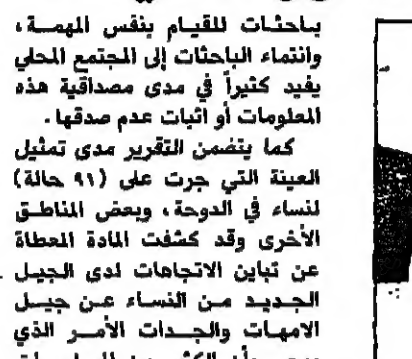 باحثات للقيام بنفس المهمة،
وانتماء الباحثات إلى المجتمع المحلي
يفيد كثيراً في مدى مصداقية هذه
المعلومات أو اثبات عدم صدقها.
كما يتضمن التقرير مدى تمثيل
العينة التي جرت على (٩١ حالة)
لنساء في الدوحة، وبعض المناطق
الأخرى وقد كشفت المادة المعطاة
عن تباين الاتجاهات لدى الجيل
الجديد من النساء عن جيل
الامهات والجدات الأمر الذي